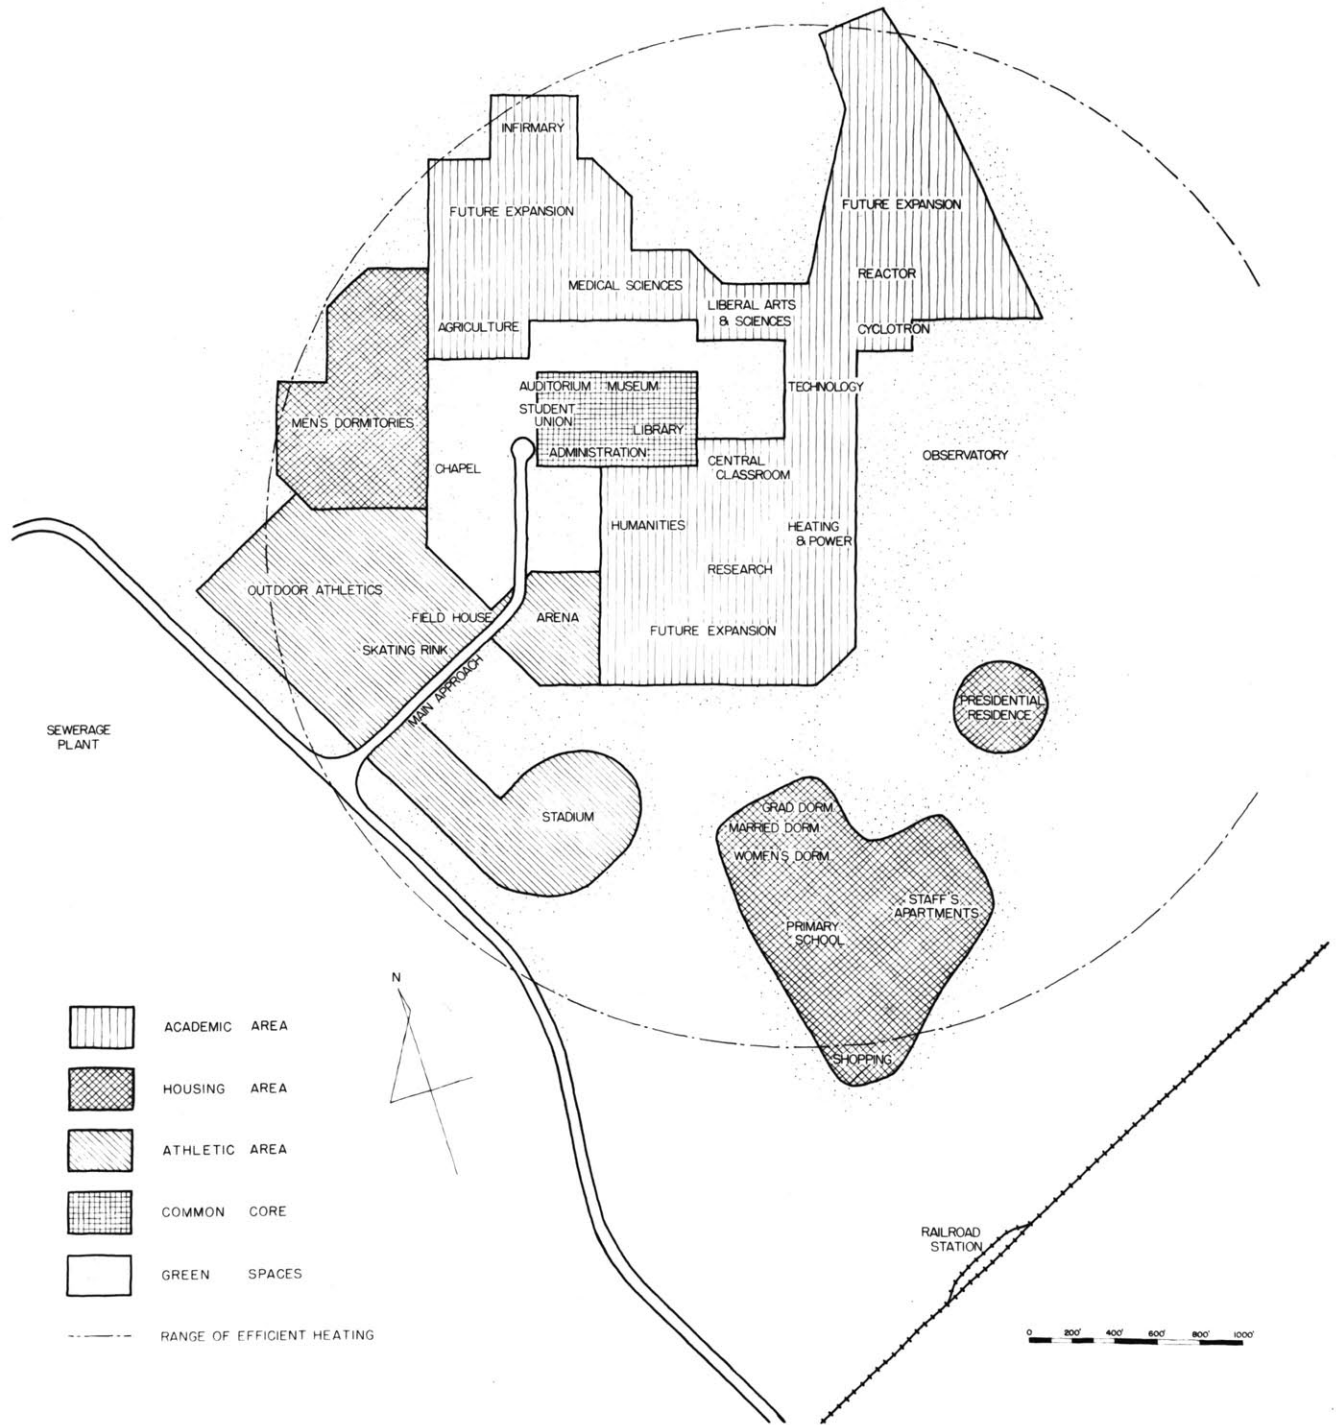 INFIRMARY
FUTURE EXPANSION
FUTURE EXPANSION
REACTOR
MEDICAL SCIENCES
LIBERAL ARTS
& SCIENCES
AGRICULTURE
CYCLOTRON
AUDITORIUM MUSEUM
TECHNOLOGY
STUDENT
UNION
MEN'S DORMITORIES
LIBRARY
ADMINISTRATION
CHAPEL
CENTRAL
CLASSROOM
OBSERVATORY
HUMANITIES
HEATING
& POWER
RESEARCH
OUTDOOR ATHLETICS
FIELD HOUSE
ARENA
FUTURE EXPANSION
SKATING RINK
MAIN APPROACH
PRESIDENTIAL
RESIDENCE
SEWERAGE
PLANT
STADIUM
GRAD DORM.
MARRIED DORM.
WOMEN'S DORM.
STAFF'S
APARTMENTS
PRIMARY
SCHOOL
SHOPPING
N
ACADEMIC AREA
HOUSING AREA
ATHLETIC AREA
COMMON CORE
GREEN SPACES
RANGE OF EFFICIENT HEATING
RAILROAD
STATION
0 200' 400' 600' 800' 1000'